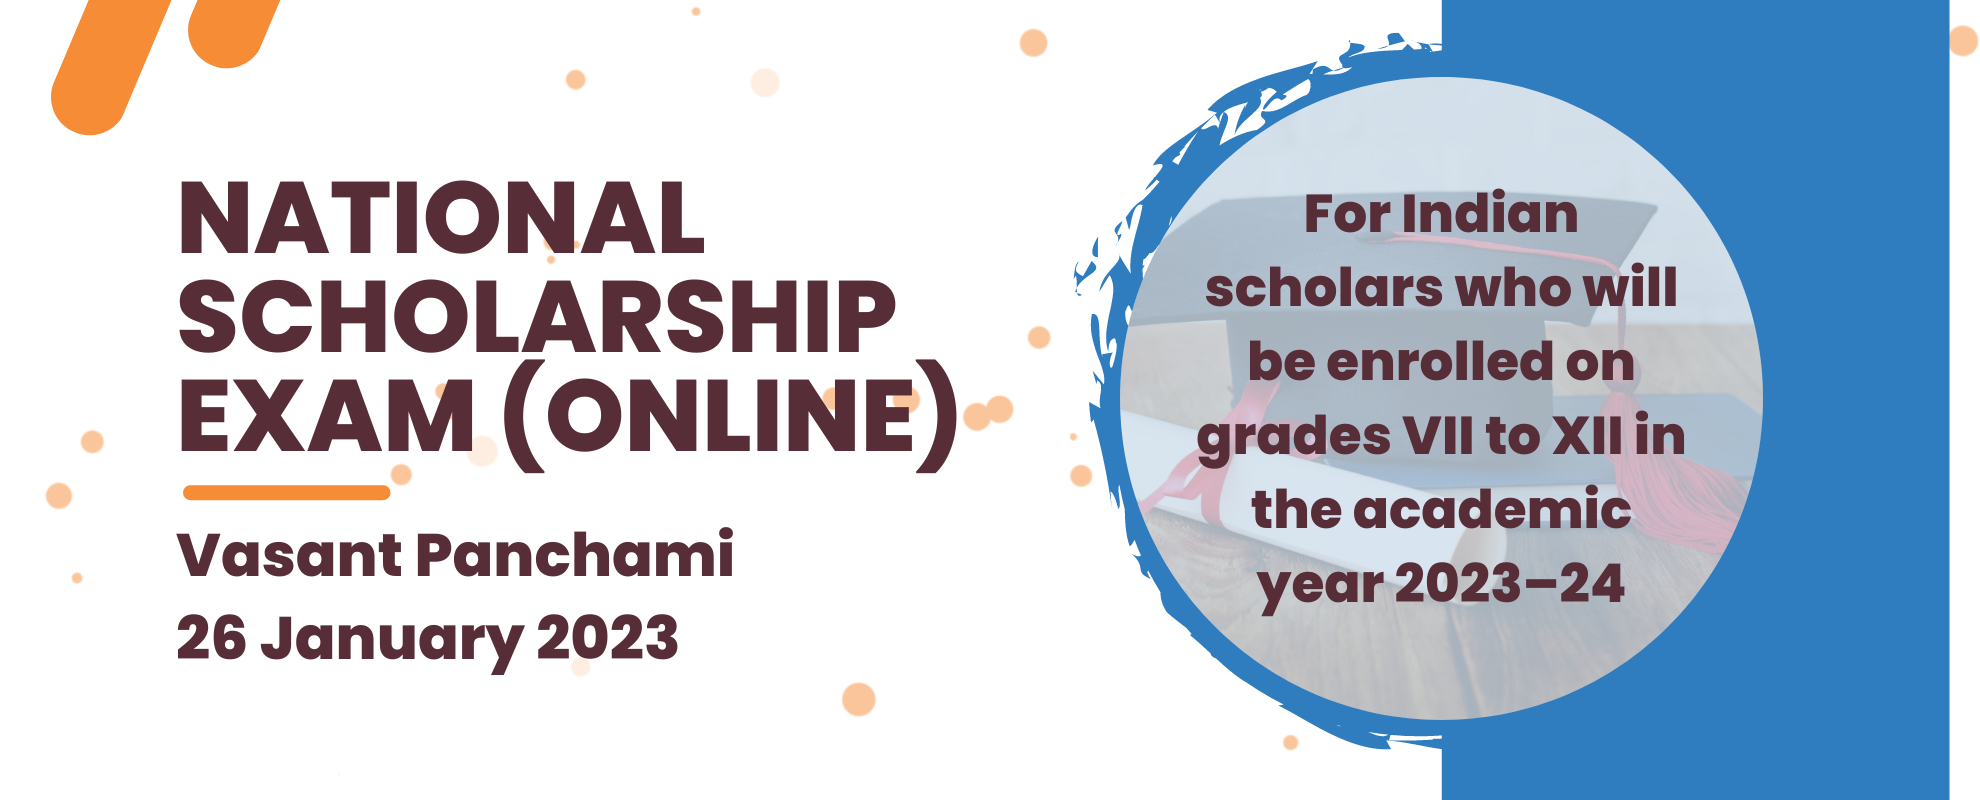 NATIONAL
SCHOLARSHIP
EXAM (ONLINE)
Vasant Panchami
26 January 2023
For Indian
scholars who will
be enrolled on
grades VII to XII in
the academic
year 2023–24